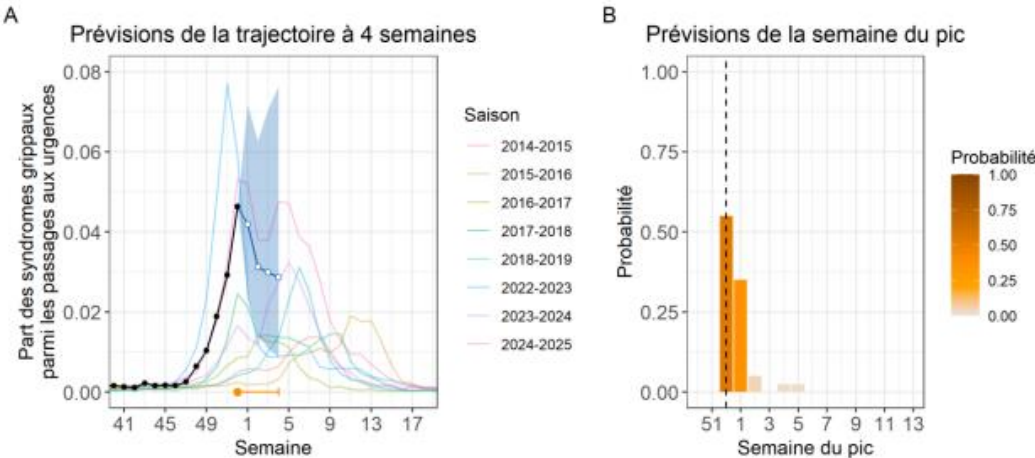 A
Prévisions de la trajectoire à 4 semaines
Part des syndromes grippaux
parmi les passages aux urgences
0.08
0.06
0.04
0.02
0.00
41 45 49 1 5 9 13 17
Semaine
Saison
2014-2015
2015-2016
2016-2017
2017-2018
2018-2019
2022-2023
2023-2024
2024-2025
B
Prévisions de la semaine du pic
Probabilité
1.00
0.75
0.50
0.25
0.00
51 1 3 5 7 9 11 13
Semaine du pic
Probabilité
1.00
0.75
0.50
0.25
0.00